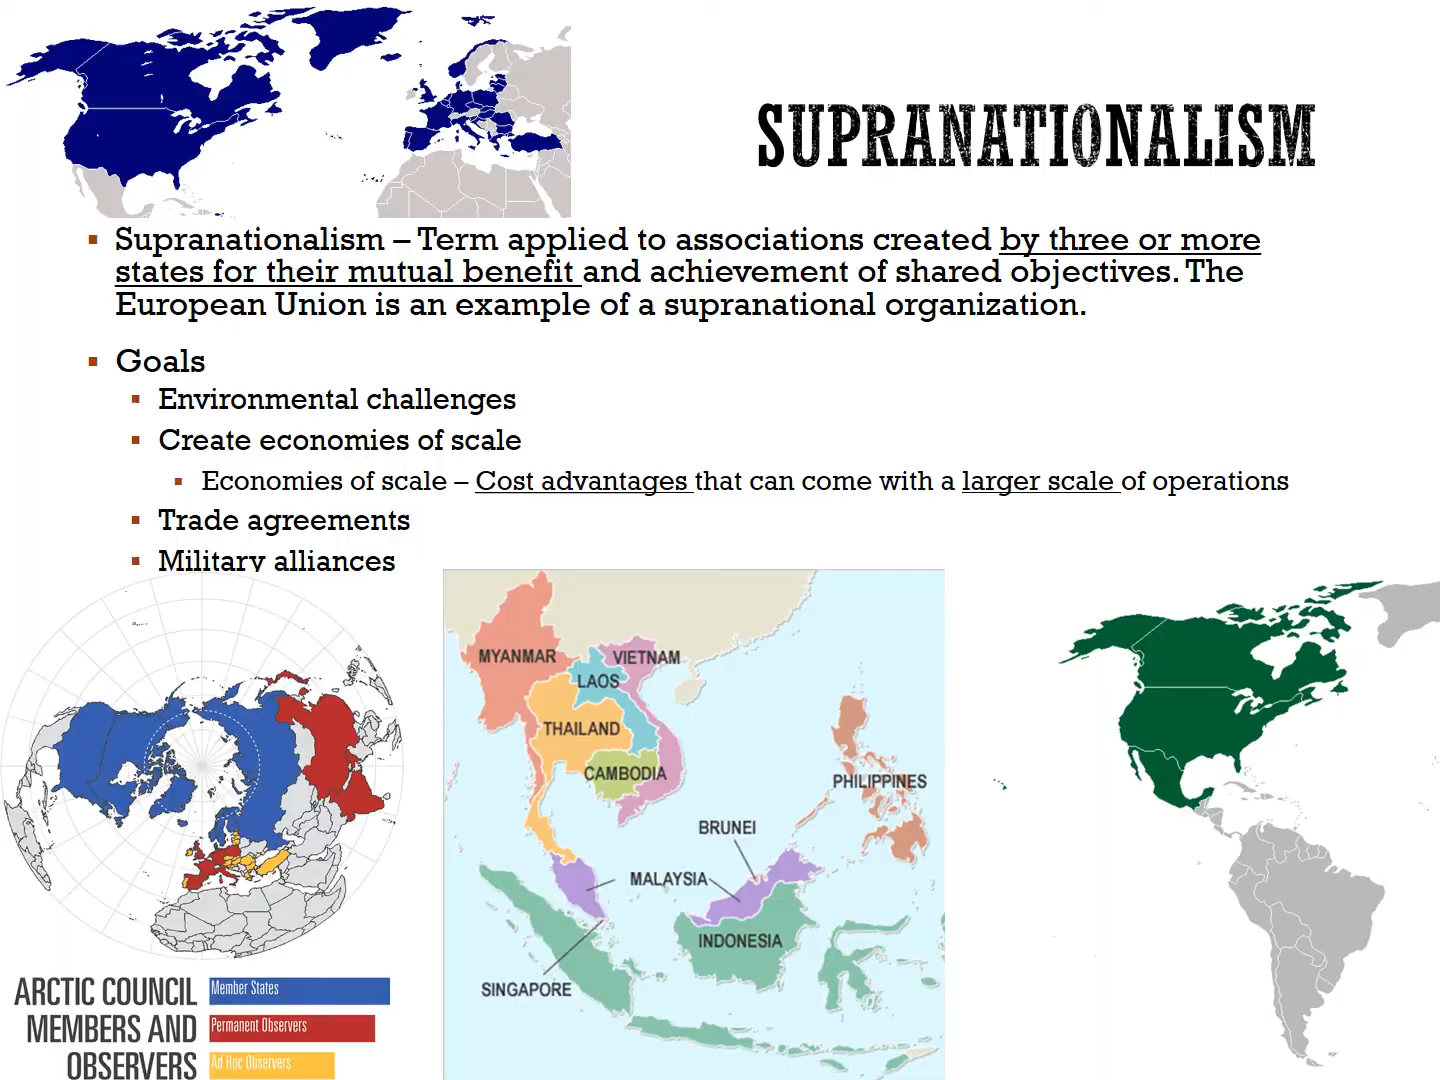 SUPRANATIONALISM
Supranationalism – Term applied to associations created by three or more
states for their mutual benefit and achievement of shared objectives. The
European Union is an example of a supranational organization.
Goals
Environmental challenges
Create economies of scale
Economies of scale – Cost advantages that can come with a larger scale of operations
Trade agreements
Military alliances
MYANMAR
VIETNAM
LAOS
THAILAND
CAMBODIA
PHILIPPINES
BRUNEI
MALAYSIA
INDONESIA
SINGAPORE
ARCTIC COUNCIL
MEMBERS AND
OBSERVERS
Member States
Permanent Observers
Ad Hoc Observers